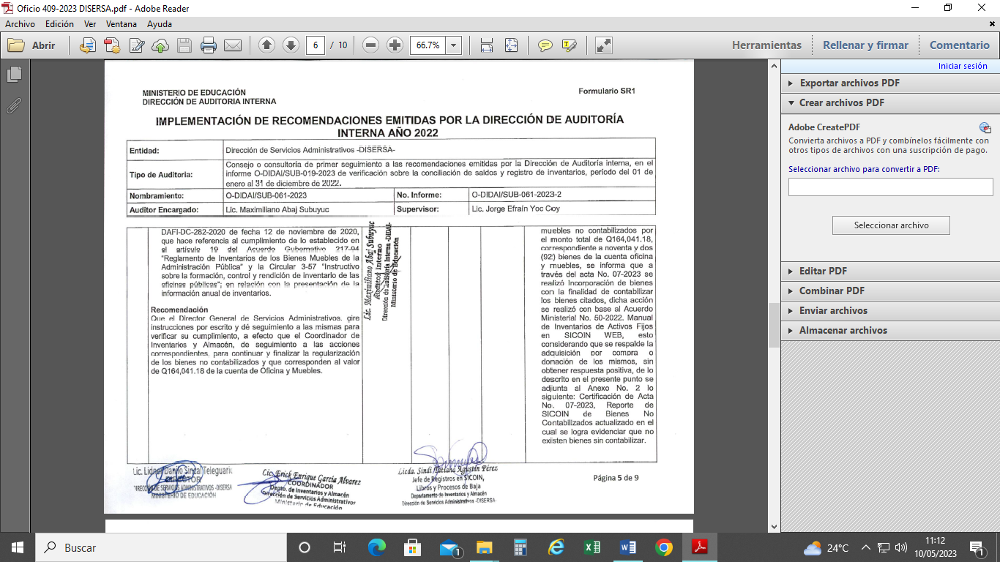 Oficio 409-2023 DISERSA.pdf - Adobe Reader
Archivo Edición Ver Ventana Ayuda
Abrir 6 / 10 66.7% Herramientas Rellenar y firmar Comentario
Iniciar sesión
Exportar archivos PDF
Crear archivos PDF
Adobe CreatePDF
Convierta archivos a PDF y combínelos fácilmente con
otros tipos de archivos con una suscripción de pago.
Seleccionar archivo para convertir a PDF:
Seleccionar archivo
Editar PDF
Combinar PDF
Enviar archivos
Almacenar archivos
MINISTERIO DE EDUCACIÓN
DIRECCIÓN DE AUDITORIA INTERNA
Formulario SR1
IMPLEMENTACIÓN DE RECOMENDACIONES EMITIDAS POR LA DIRECCIÓN DE AUDITORÍA
INTERNA AÑO 2022
Entidad: Dirección de Servicios Administrativos -DISERSA-
Tipo de Auditoria: Consejo o consultoría de primer seguimiento a las recomendaciones emitidas por la Dirección de Auditoría interna, en el
informe O-DIDAI/SUB-019-2023 de verificación sobre la conciliación de saldos y registro de inventarios, período del 01 de
enero al 31 de diciembre de 2022.
Nombramiento: O-DIDAI/SUB-061-2023 No. Informe: O-DIDAI/SUB-061-2023-2
Auditor Encargado: Lic. Maximiliano Abaj Subuyuc Supervisor: Lic. Jorge Efraín Yoc Coy
DAFI-DC-282-2020 de fecha 12 de noviembre de 2020,
que hace referencia al cumplimiento de lo establecido en
el artículo 19 del Acuerdo Gubernativo 217-94
"Reglamento de Inventarios de los Bienes Muebles de la
Administración Pública" y la Circular 3-57 "Instructivo
sobre la formación, control y rendición de inventario de las
oficinas públicas"; en relación con la presentación de la
información anual de inventarios.
Recomendación
Que el Director General de Servicios Administrativos, gire
instrucciones por escrito y dé seguimiento a las mismas para
verificar su cumplimiento, a efecto que el Coordinador de
Inventarios y Almacén, de seguimiento a las acciones
correspondientes, para continuar y finalizar la regularización
de los bienes no contabilizados y que corresponden al valor
de Q164,041.18 de la cuenta de Oficina y Muebles.
Lic. Maximiliano Abaj Subuyuc
Auditor Interno
Dirección de Auditoría Interna -DIDAI-
Ministerio de Educación
muebles no contabilizados por
el monto total de Q164,041.18,
correspondiente a noventa y dos
(92) bienes de la cuenta oficina
y muebles, se informa que a
través del acta No. 07-2023 se
realizó Incorporación de bienes
con la finalidad de contabilizar
los bienes citados, dicha acción
se realizó con base al Acuerdo
Ministerial No. 50-2022. Manual
de Inventarios de Activos Fijos
en SICOIN WEB, esto
considerando que se respalde la
adquisición por compra o
donación de los mismos, sin
obtener respuesta positiva, de lo
descrito en el presente punto se
adjunta al Anexo No. 2 lo
siguiente: Certificación de Acta
No. 07-2023, Reporte de
SICOIN de Bienes No
Contabilizados actualizado en el
cual se logra evidenciar que no
existen bienes sin contabilizar.
Lic. Danilo Teleguario
DIRECTOR
DIRECCIÓN DE SERVICIOS ADMINISTRATIVOS -DISERSA
MINISTERIO DE EDUCACIÓN
Lic. Erick Enrique García Alvarez
COORDINADOR
Depto. de Inventarios y Almacén
Dirección de Servicios Administrativos
Ministerio de Educación
Licda. Sindi Tatiana Agustín Pérez
Jefe de Registros en SICOIN,
Libros y Procesos de Baja
Departamento de Inventarios y Almacén
Dirección de Servicios Administrativos -DISERSA-
Página 5 de 9
Buscar
1
24°C
11:12
10/05/2023
1